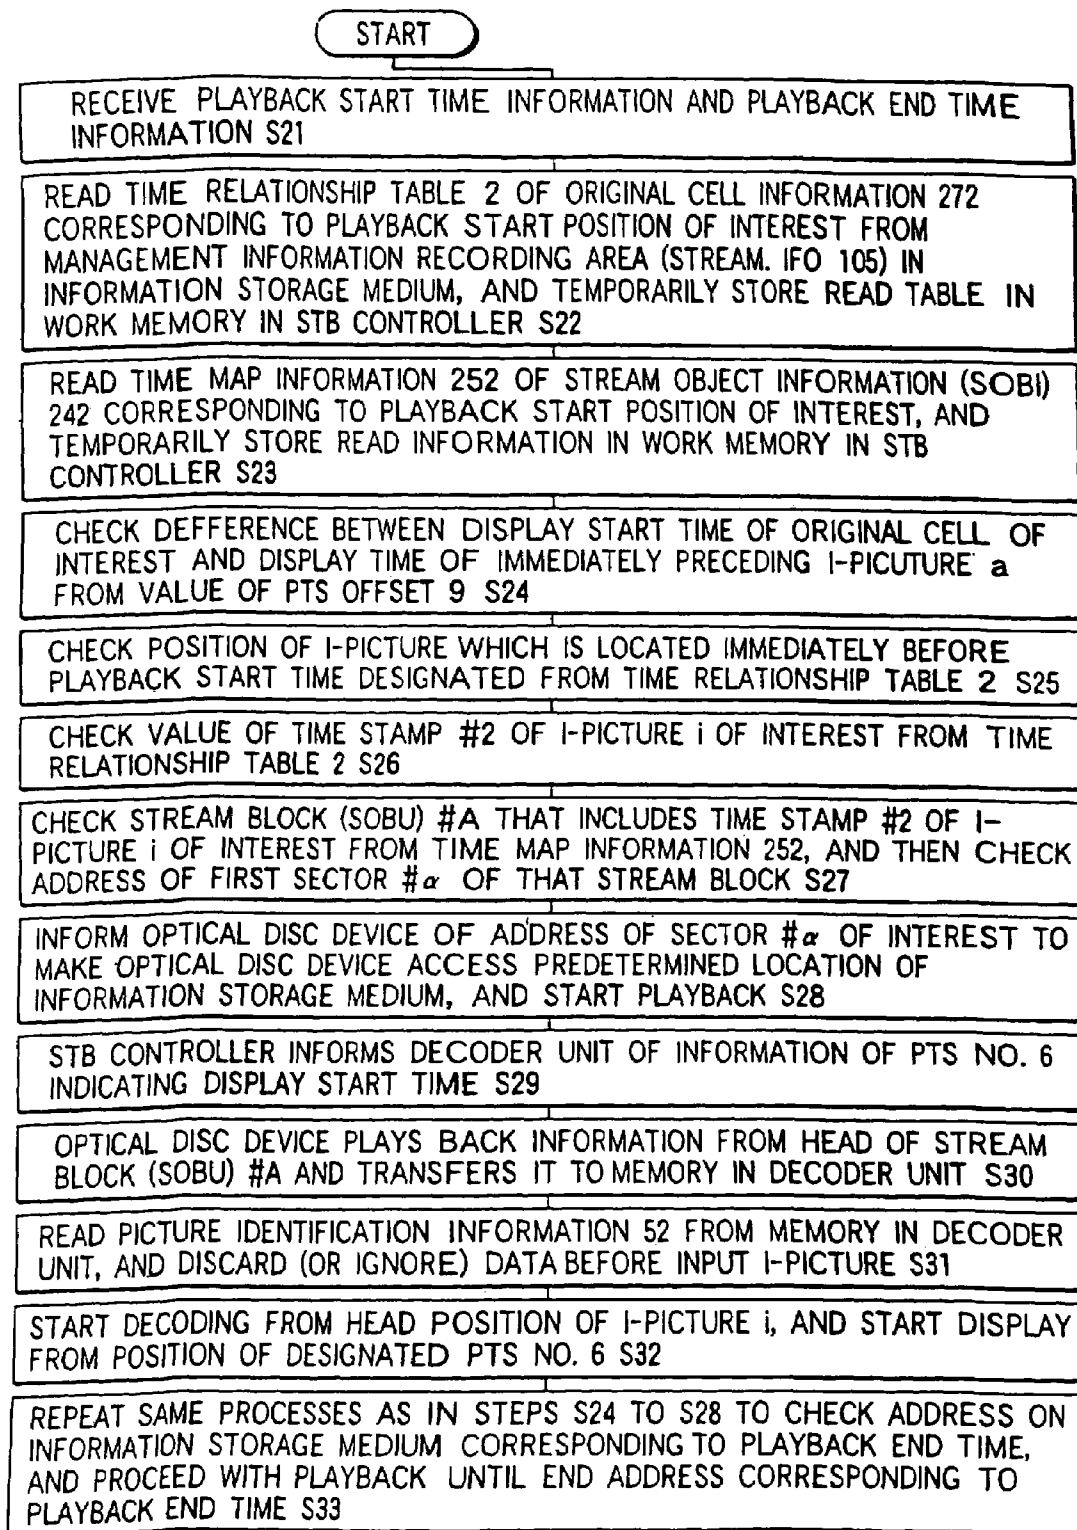 START
RECEIVE PLAYBACK START TIME INFORMATION AND PLAYBACK END TIME
INFORMATION S21
READ TIME RELATIONSHIP TABLE 2 OF ORIGINAL CELL INFORMATION 272
CORRESPONDING TO PLAYBACK START POSITION OF INTEREST FROM
MANAGEMENT INFORMATION RECORDING AREA (STREAM. IFO 105) IN
INFORMATION STORAGE MEDIUM, AND TEMPORARILY STORE READ TABLE IN
WORK MEMORY IN STB CONTROLLER S22
READ TIME MAP INFORMATION 252 OF STREAM OBJECT INFORMATION (SOBI)
242 CORRESPONDING TO PLAYBACK START POSITION OF INTEREST, AND
TEMPORARILY STORE READ INFORMATION IN WORK MEMORY IN STB
CONTROLLER S23
CHECK DEFFERENCE BETWEEN DISPLAY START TIME OF ORIGINAL CELL OF
INTEREST AND DISPLAY TIME OF IMMEDIATELY PRECEDING I-PICUTURE a
FROM VALUE OF PTS OFFSET 9 S24
CHECK POSITION OF I-PICTURE WHICH IS LOCATED IMMEDIATELY BEFORE
PLAYBACK START TIME DESIGNATED FROM TIME RELATIONSHIP TABLE 2 S25
CHECK VALUE OF TIME STAMP #2 OF I-PICTURE i OF INTEREST FROM TIME
RELATIONSHIP TABLE 2 S26
CHECK STREAM BLOCK (SOBU) #A THAT INCLUDES TIME STAMP #2 OF I-
PICTURE i OF INTEREST FROM TIME MAP INFORMATION 252, AND THEN CHECK
ADDRESS OF FIRST SECTOR #α OF THAT STREAM BLOCK S27
INFORM OPTICAL DISC DEVICE OF ADDRESS OF SECTOR #α OF INTEREST TO
MAKE OPTICAL DISC DEVICE ACCESS PREDETERMINED LOCATION OF
INFORMATION STORAGE MEDIUM, AND START PLAYBACK S28
STB CONTROLLER INFORMS DECODER UNIT OF INFORMATION OF PTS NO. 6
INDICATING DISPLAY START TIME S29
OPTICAL DISC DEVICE PLAYS BACK INFORMATION FROM HEAD OF STREAM
BLOCK (SOBU) #A AND TRANSFERS IT TO MEMORY IN DECODER UNIT S30
READ PICTURE IDENTIFICATION INFORMATION 52 FROM MEMORY IN DECODER
UNIT, AND DISCARD (OR IGNORE) DATA BEFORE INPUT I-PICTURE S31
START DECODING FROM HEAD POSITION OF I-PICTURE i, AND START DISPLAY
FROM POSITION OF DESIGNATED PTS NO. 6 S32
REPEAT SAME PROCESSES AS IN STEPS S24 TO S28 TO CHECK ADDRESS ON
INFORMATION STORAGE MEDIUM CORRESPONDING TO PLAYBACK END TIME,
AND PROCEED WITH PLAYBACK UNTIL END ADDRESS CORRESPONDING TO
PLAYBACK END TIME S33